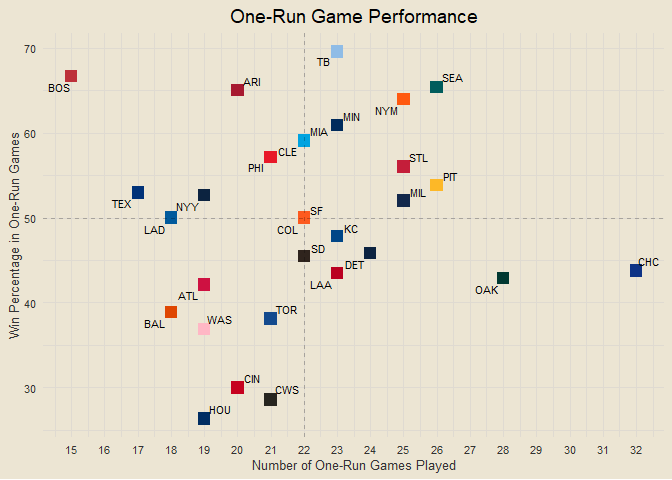 One-Run Game Performance
Win Percentage in One-Run Games
70
60
50
40
30
TB
SEA
BOS
ARI
NYM
MIN
MIA
CLE
PHI
STL
PIT
TEX
NYY
MIL
LAD
SF
COL
KC
SD
DET
LAA
CHC
OAK
ATL
BAL
WAS
TOR
CIN
CWS
HOU
15 17 18 19 20 21 22 23 24 25 26 28 29 30 31 32
Number of One-Run Games Played